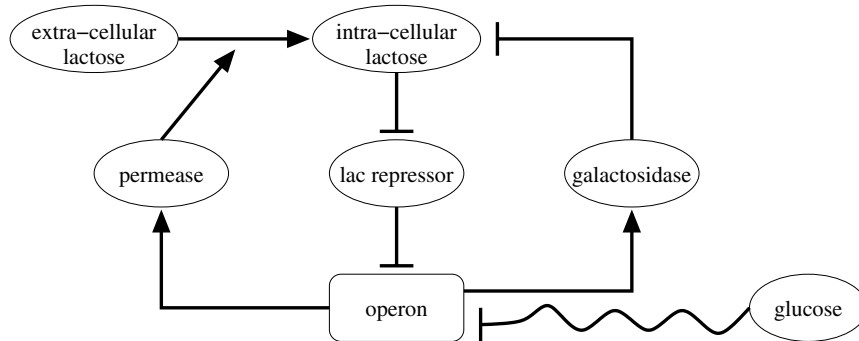 extra-cellular
lactose
intra-cellular
lactose
permease
lac repressor
galactosidase
operon
glucose